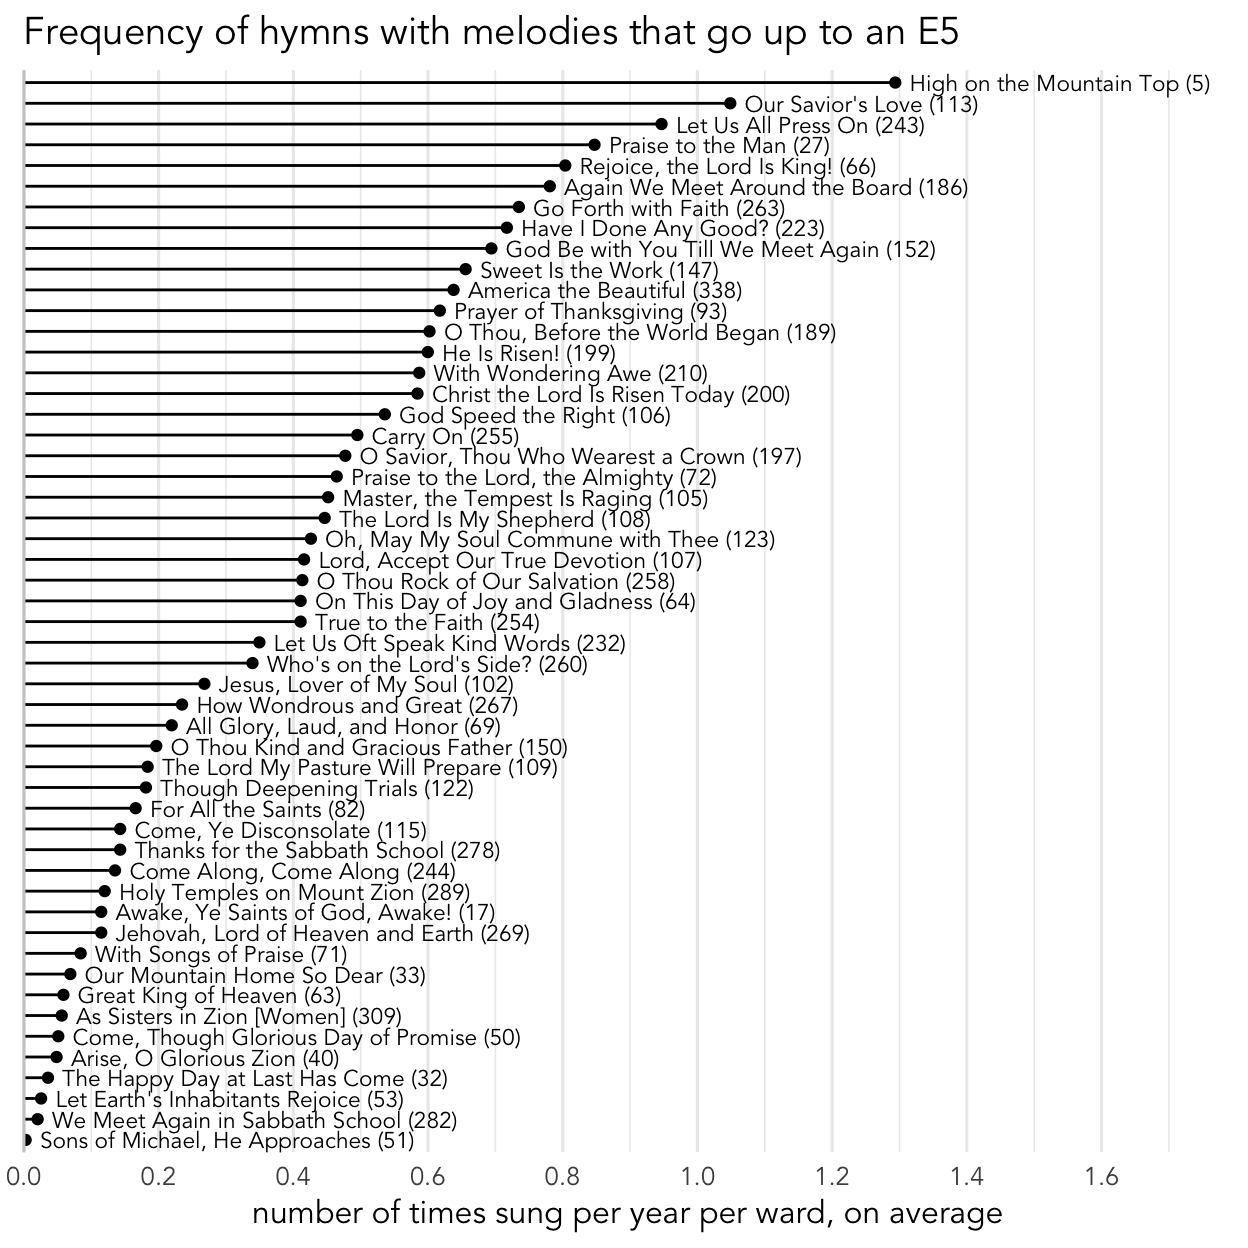 Frequency of hymns with melodies that go up to an E5
High on the Mountain Top (5)
Our Savior's Love (113)
Let Us All Press On (243)
Praise to the Man (27)
Rejoice, the Lord Is King! (66)
Again We Meet Around the Board (186)
Go Forth with Faith (263)
Have I Done Any Good? (223)
God Be with You Till We Meet Again (152)
Sweet Is the Work (147)
America the Beautiful (338)
Prayer of Thanksgiving (93)
O Thou, Before the World Began (189)
He Is Risen! (199)
With Wondering Awe (210)
Christ the Lord Is Risen Today (200)
God Speed the Right (106)
Carry On (255)
O Savior, Thou Who Wearest a Crown (197)
Praise to the Lord, the Almighty (72)
Master, the Tempest Is Raging (105)
The Lord Is My Shepherd (108)
Oh, May My Soul Commune with Thee (123)
Lord, Accept Our True Devotion (107)
O Thou Rock of Our Salvation (258)
On This Day of Joy and Gladness (64)
True to the Faith (254)
Let Us Oft Speak Kind Words (232)
Who's on the Lord's Side? (260)
Jesus, Lover of My Soul (102)
How Wondrous and Great (267)
All Glory, Laud, and Honor (69)
O Thou Kind and Gracious Father (150)
The Lord My Pasture Will Prepare (109)
Though Deepening Trials (122)
For All the Saints (82)
Come, Ye Disconsolate (115)
Thanks for the Sabbath School (278)
Come Along, Come Along (244)
Holy Temples on Mount Zion (289)
Awake, Ye Saints of God, Awake! (17)
Jehovah, Lord of Heaven and Earth (269)
With Songs of Praise (71)
Our Mountain Home So Dear (33)
Great King of Heaven (63)
As Sisters in Zion [Women] (309)
Come, Though Glorious Day of Promise (50)
Arise, O Glorious Zion (40)
The Happy Day at Last Has Come (32)
Let Earth's Inhabitants Rejoice (53)
We Meet Again in Sabbath School (282)
Sons of Michael, He Approaches (51)
0.0 0.2 0.4 0.6 0.8 1.0 1.2 1.4 1.6
number of times sung per year per ward, on average